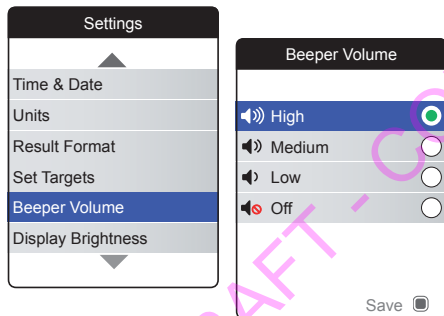 Settings
Time & Date
Units
Result Format
Set Targets
Beeper Volume
Display Brightness
Beeper Volume
High
Medium
Low
Off
Save